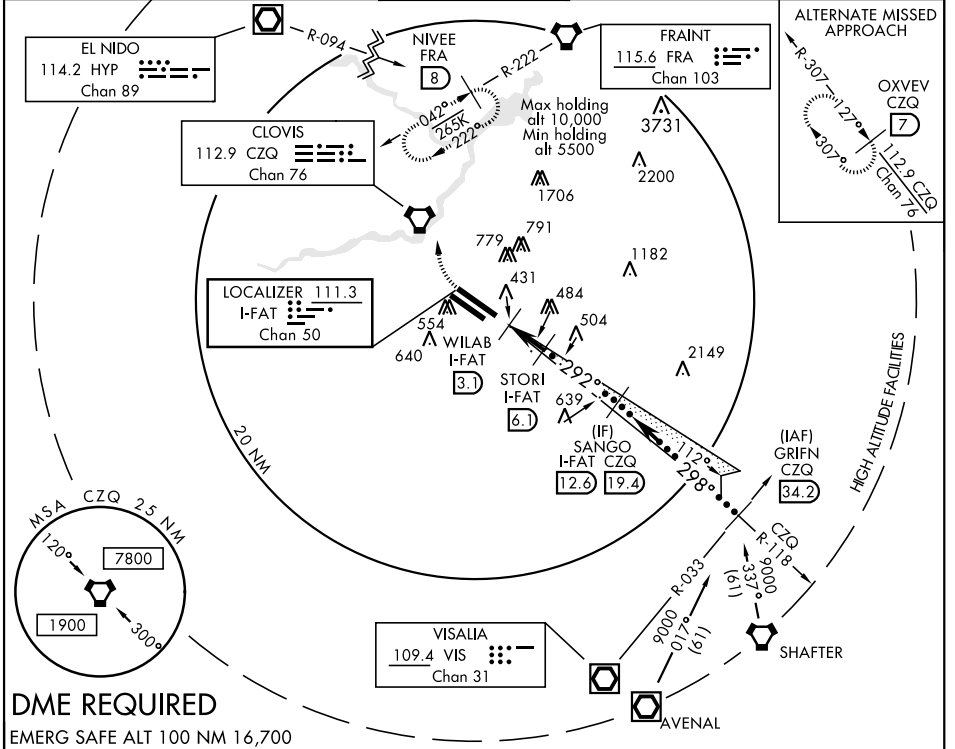 EL NIDO
114.2 HYP
Chan 89
R-094
NIVEE
FRA
8
R-222
FRAINT
115.6 FRA
Chan 103
ALTERNATE MISSED
APPROACH
R-307
OXVEV
CZQ
7
127°
307°
112.9 CZQ
Chan 76
042°
265K
222°
Max holding
alt 10,000
Min holding
alt 5500
3731
2200
1706
CLOVIS
112.9 CZQ
Chan 76
779
791
1182
431
484
504
LOCALIZER 111.3
I-FAT
Chan 50
554
640
WILAB
I-FAT
3.1
STORI
I-FAT
6.1
292°
2149
639
(IF)
SANGO
I-FAT CZQ
12.6 19.4
112°
298°
(IAF)
GRIFN
CZQ
34.2
HIGH ALTITUDE FACILITIES
20 NM
CZQ
R-118
R-033
9000
337°
(61)
9000
017°
(61)
MSA CZQ 25 NM
120°
7800
1900
300°
VISALIA
109.4 VIS
Chan 31
SHAFTER
AVENAL
DME REQUIRED
EMERG SAFE ALT 100 NM 16,700